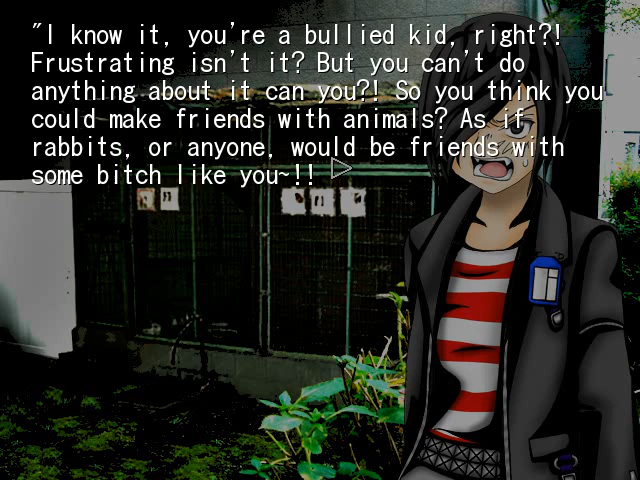 "I know it, you're a bullied kid, right?!
Frustrating isn't it? But you can't do
anything about it can you?! So you think you
could make friends with animals? As if
rabbits, or anyone, would be friends with
some bitch like you~!!